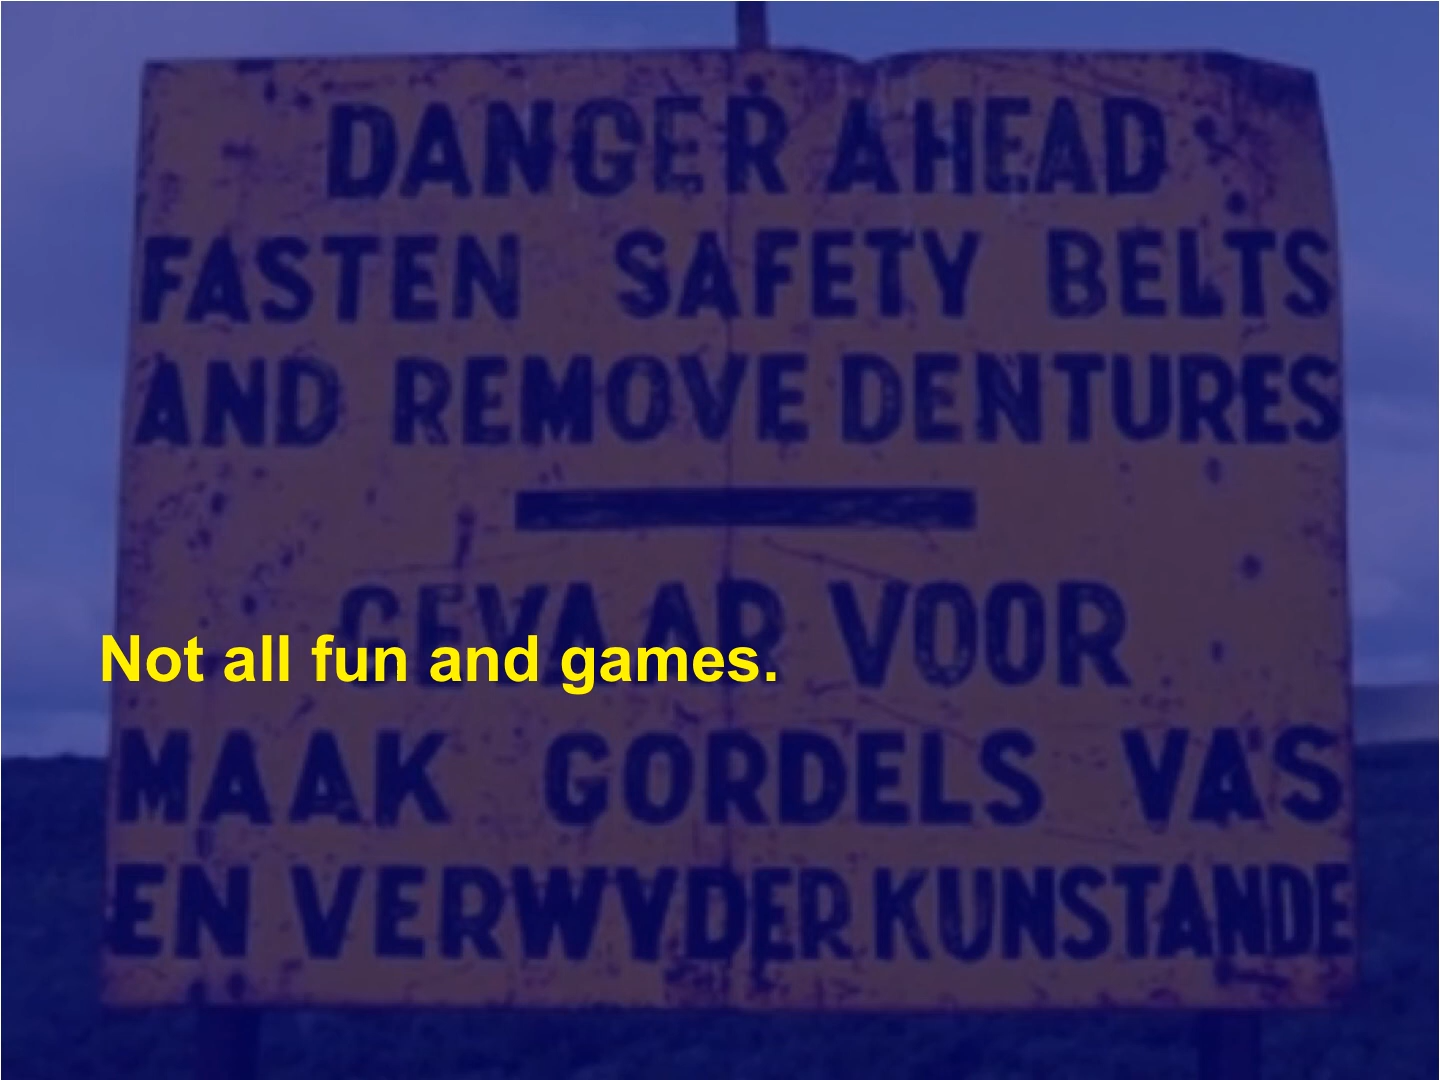 DANGER AHEAD
FASTEN SAFETY BELTS
AND REMOVE DENTURES
GEVAAR VOOR
Not all fun and games.
MAAK GORDELS VAS
EN VERWYDER KUNSTANDE